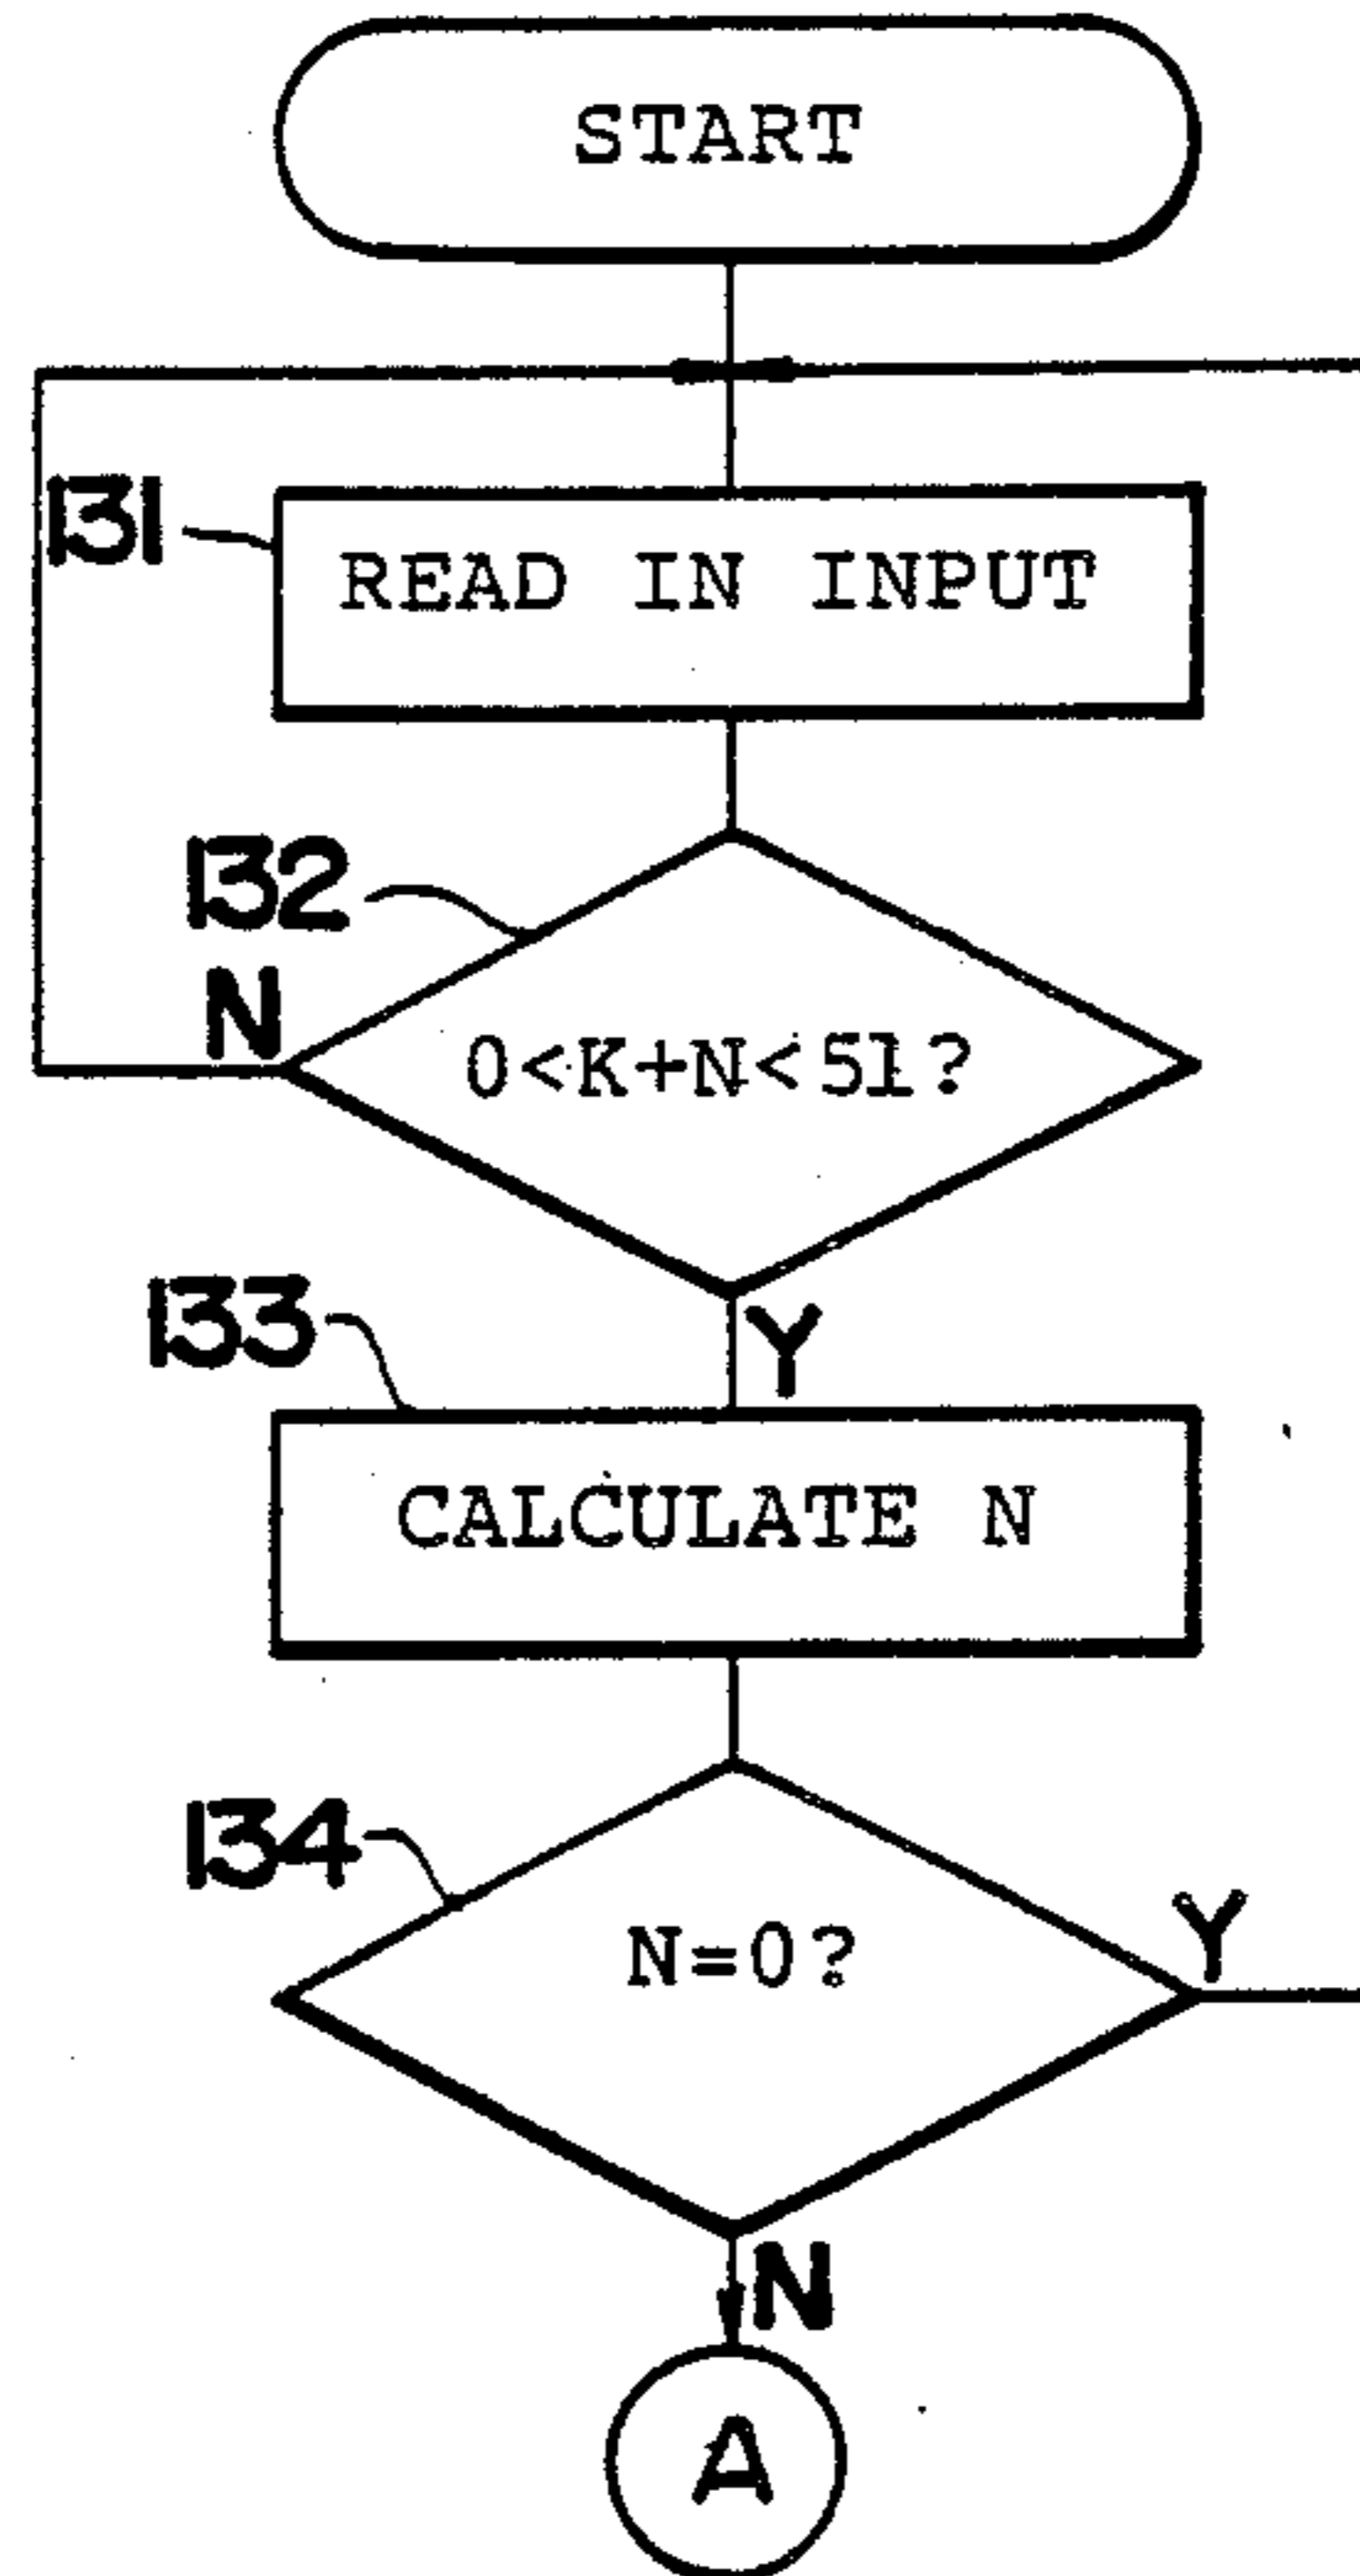 START
131
READ IN INPUT
132
N
0<K+N<51?
133
Y
CALCULATE N
134
N=0?
Y
N
A